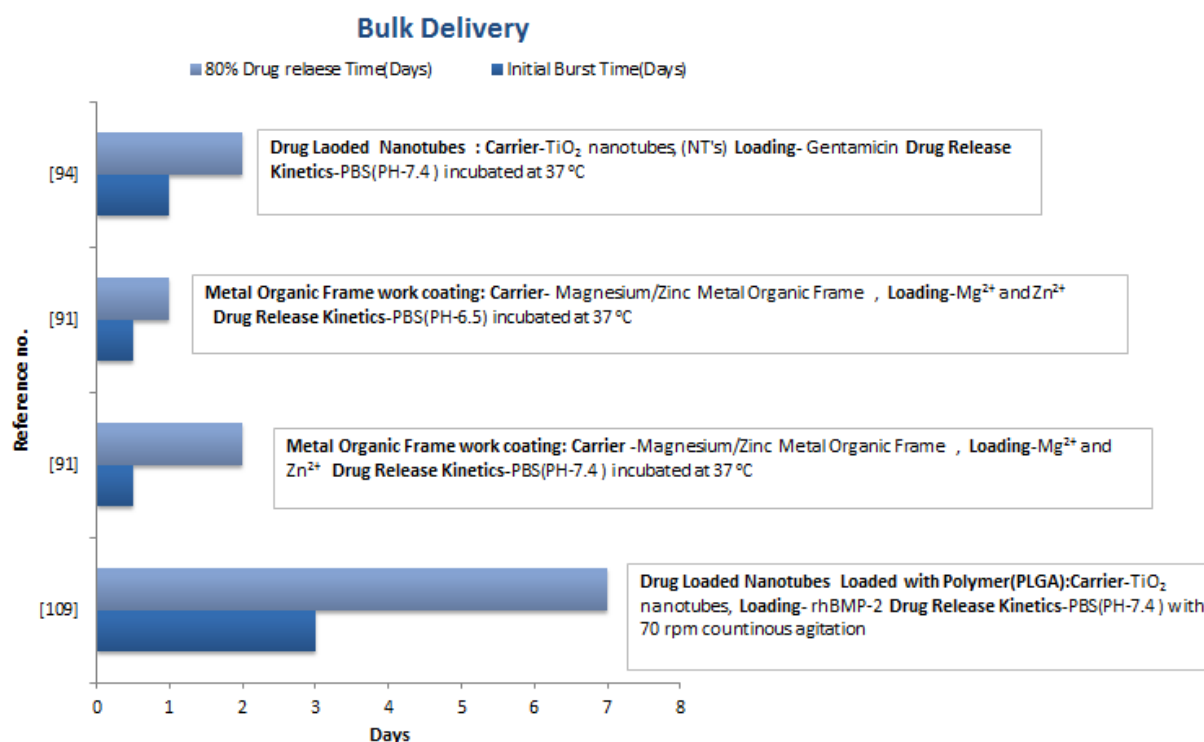 Bulk Delivery
80% Drug relaese Time(Days) Initial Burst Time(Days)
Reference no.
[94]
Drug Laoded Nanotubes : Carrier-TiO₂ nanotubes, (NT's) Loading- Gentamicin Drug Release
Kinetics-PBS(PH-7.4 ) incubated at 37 ⁰C
[91]
Metal Organic Frame work coating: Carrier- Magnesium/Zinc Metal Organic Frame , Loading-Mg²⁺ and Zn²⁺
Drug Release Kinetics-PBS(PH-6.5) incubated at 37 ⁰C
[91]
Metal Organic Frame work coating: Carrier -Magnesium/Zinc Metal Organic Frame , Loading-Mg²⁺ and
Zn²⁺ Drug Release Kinetics-PBS(PH-7.4 ) incubated at 37 ⁰C
[109]
Drug Loaded Nanotubes Loaded with Polymer(PLGA):Carrier-TiO₂
nanotubes, Loading- rhBMP-2 Drug Release Kinetics-PBS(PH-7.4 ) with
70 rpm countinous agitation
0 1 2 3 4 5 6 7 8
Days